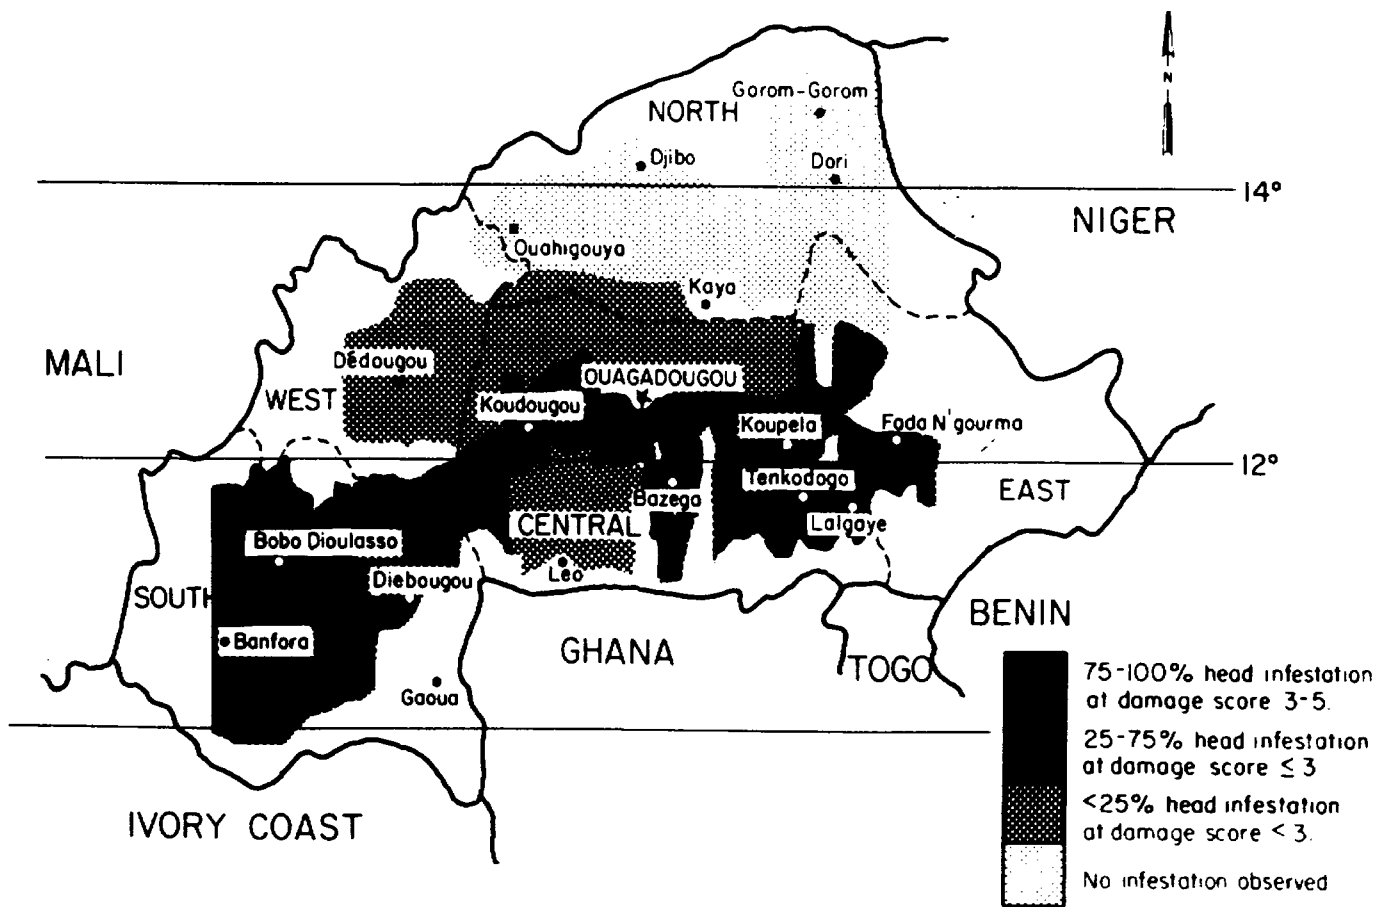 N
Garom-Gorom
NORTH
Djibo
Dori
14°
NIGER
Ouahigouya
Kaya
MALI
Dédougou
OUAGADOUGOU
WEST
Koudougou
Koupela
Fada N'gourma
12°
Tenkodogo
EAST
Bazega
CENTRAL
Lalgaye
Bobo Dioulasso
Leo
Diebougou
SOUTH
BENIN
Banfora
GHANA
TOGO
Gaoua
IVORY COAST
75-100% head infestation
at damage score 3-5.
25-75% head infestation
at damage score ≤ 3
<25% head infestation
at damage score < 3.
No infestation observed